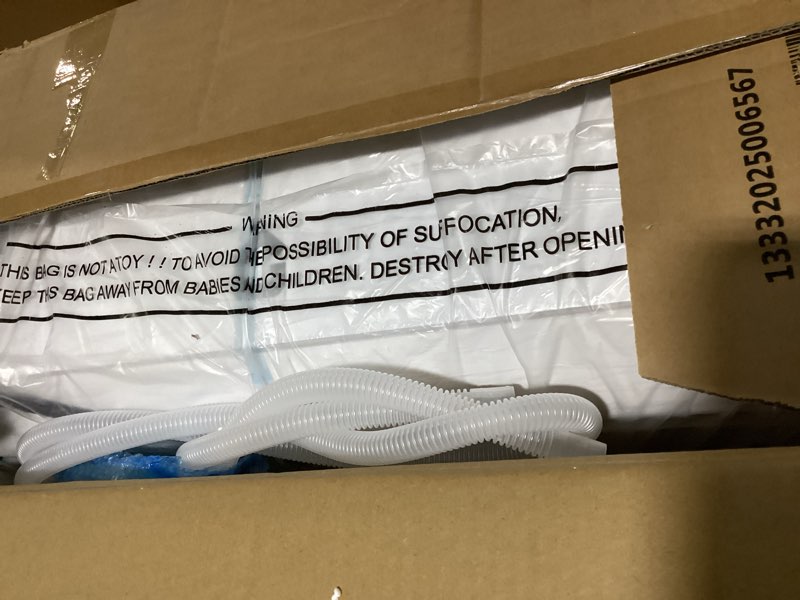 WARNING
THIS BAG IS NOT A TOY ! ! TO AVOID THE POSSIBILITY OF SUFFOCATION,
KEEP THIS BAG AWAY FROM BABIES AND CHILDREN. DESTROY AFTER OPENIN
13332025006567